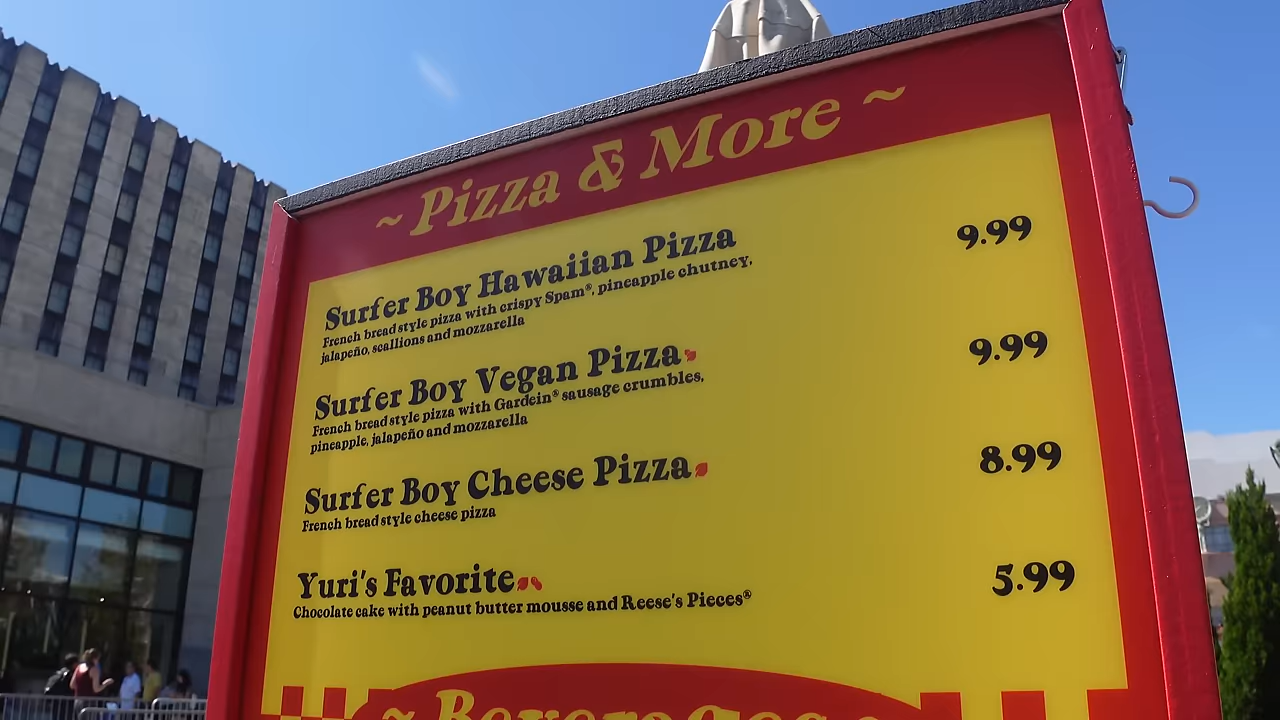 ~ Pizza & More ~
Surfer Boy Hawaiian Pizza 9.99
French bread style pizza with crispy Spam®, pineapple chutney,
jalapeño, scallions and mozzarella
Surfer Boy Vegan Pizza 9.99
French bread style pizza with Gardein® sausage crumbles,
pineapple, jalapeño and mozzarella
Surfer Boy Cheese Pizza 8.99
French bread style cheese pizza
Yuri's Favorite 5.99
Chocolate cake with peanut butter mousse and Reese's Pieces®
~ Beverages ~